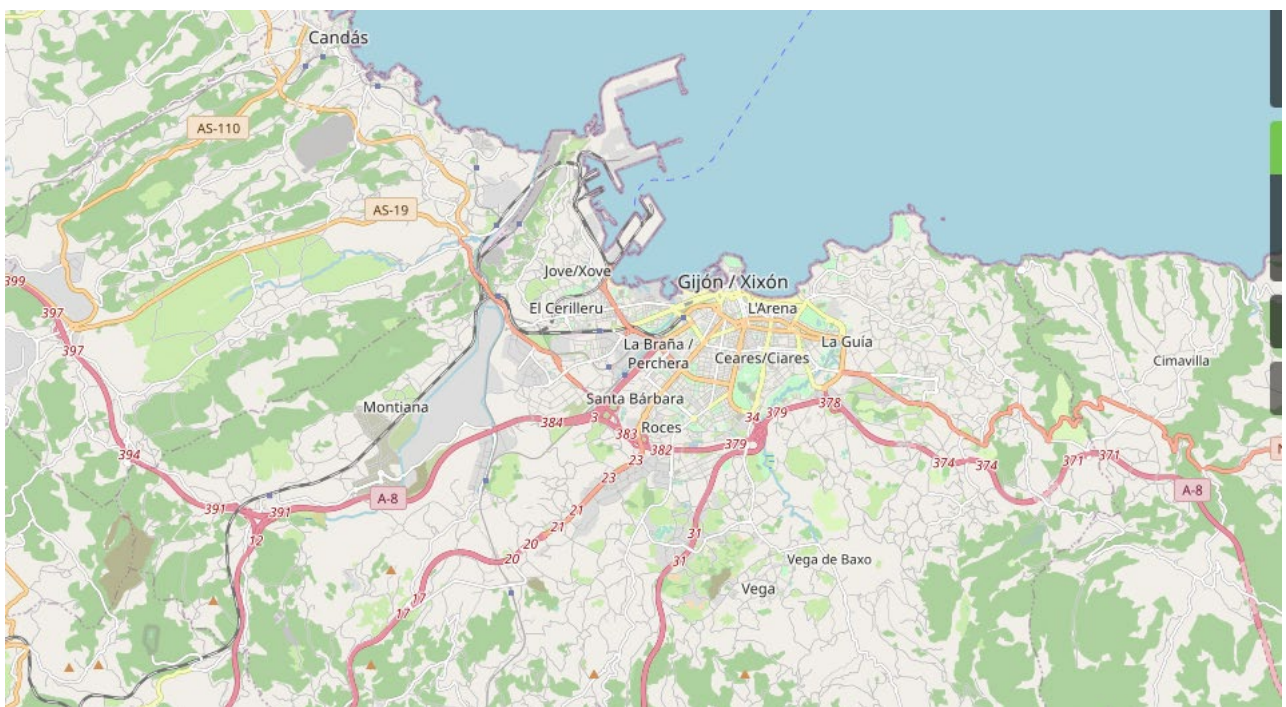 Candás
AS-110
AS-19
Jove/Xove
Gijón / Xixón
El Cerilleru
L'Arena
399
397
397
La Braña /
Perchera
La Guía
Ceares/Ciares
Cimavilla
Santa Bárbara
Montiana
384
3
383
Roces
382
34
379
379
378
394
23
23
374
374
371
371
A-8
A-8
N
391
391
12
21
21
20
20
31
31
Vega de Baxo
Vega
17
17